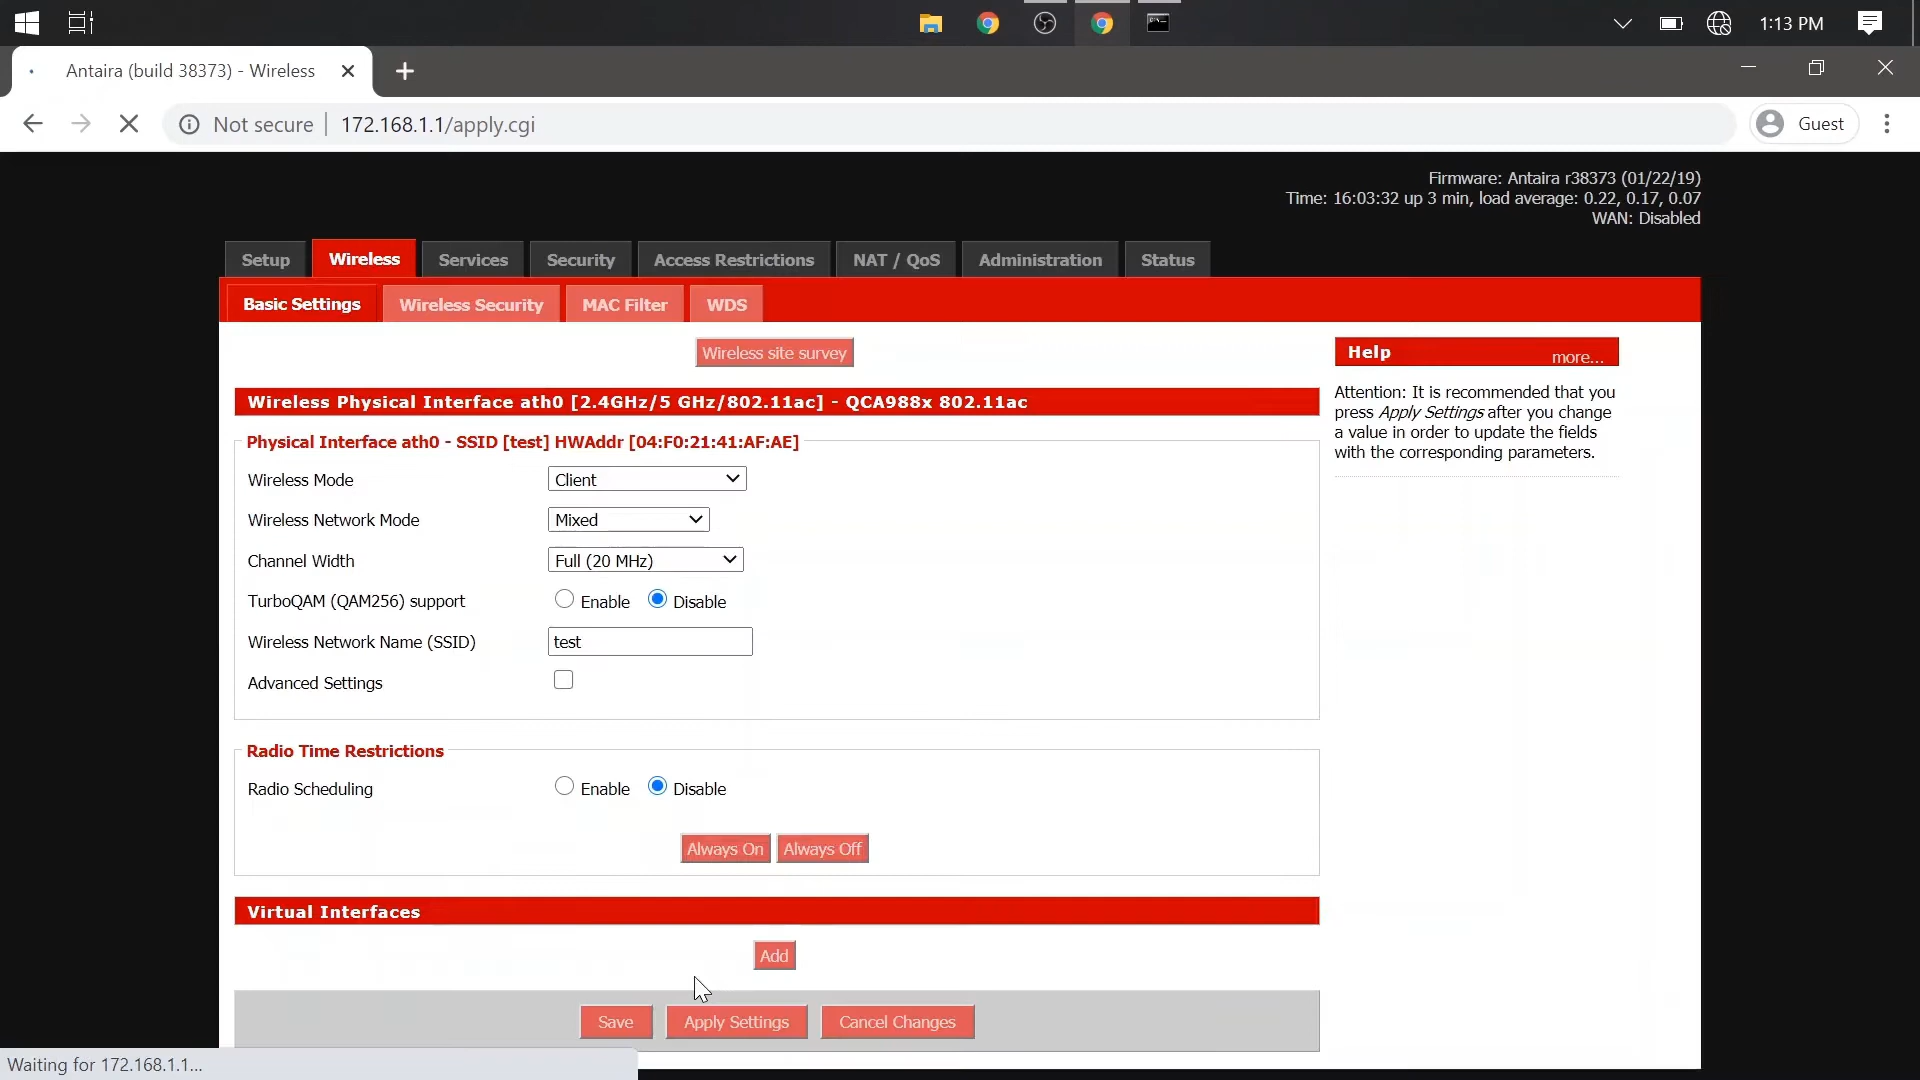 1:13 PM
Antaira (build 38373) - Wireless
Not secure | 172.168.1.1/apply.cgi
Guest
Firmware: Antaira r38373 (01/22/19)
Time: 16:03:32 up 3 min, load average: 0.22, 0.17, 0.07
WAN: Disabled
Setup Wireless Services Security Access Restrictions NAT / QoS Administration Status
Basic Settings Wireless Security MAC Filter WDS
Wireless site survey
Wireless Physical Interface ath0 [2.4GHz/5 GHz/802.11ac] - QCA988x 802.11ac
Physical Interface ath0 - SSID [test] HWAddr [04:F0:21:41:AF:AE]
Wireless Mode Client
Wireless Network Mode Mixed
Channel Width Full (20 MHz)
TurboQAM (QAM256) support Enable Disable
Wireless Network Name (SSID) test
Advanced Settings
Radio Time Restrictions
Radio Scheduling Enable Disable
Always On Always Off
Virtual Interfaces
Add
Save Apply Settings Cancel Changes
Help more...
Attention: It is recommended that you
press Apply Settings after you change
a value in order to update the fields
with the corresponding parameters.
Waiting for 172.168.1.1...